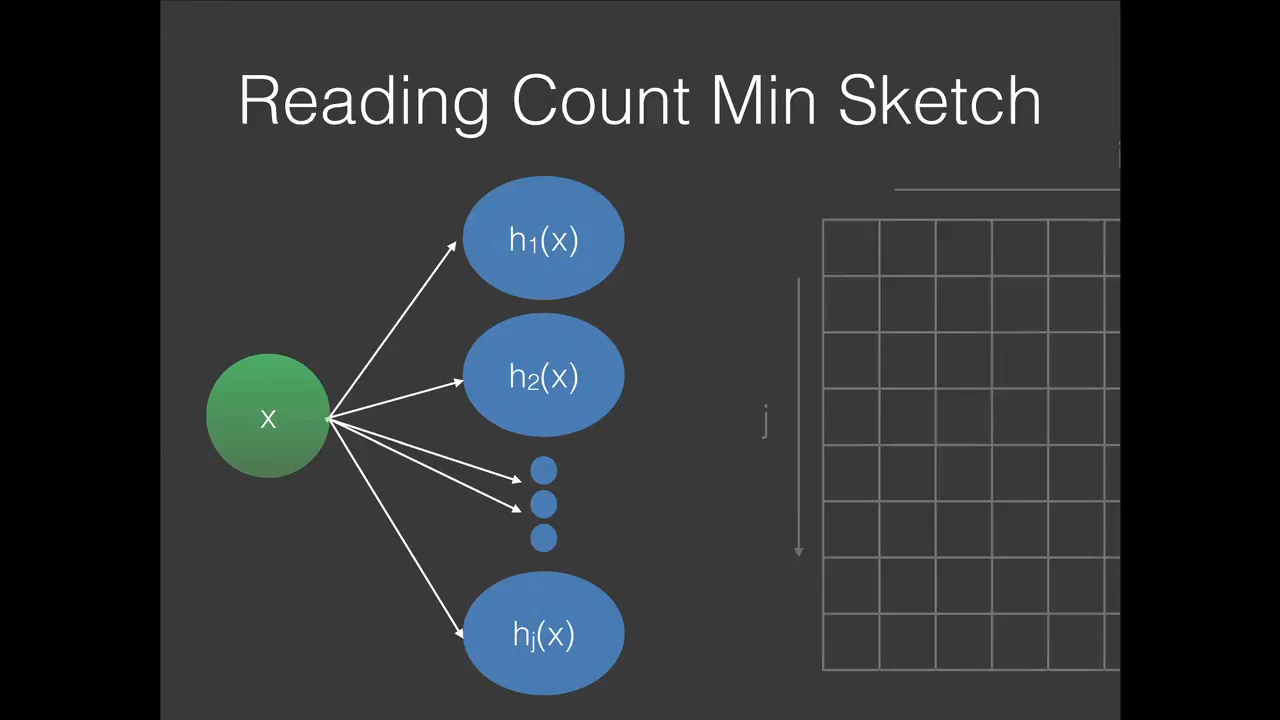 Reading Count Min Sketch
h1(x)
h2(x)
x
j
hj(x)